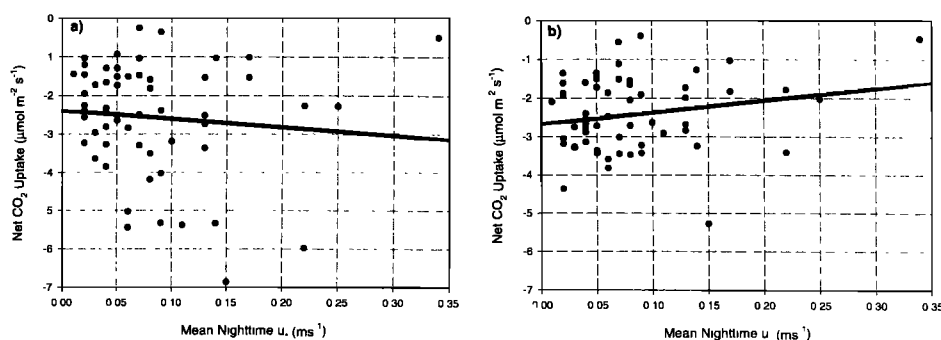 a)
Net CO2 Uptake (µmol m-2 s-1)
0
-1
-2
-3
-4
-5
-6
-7
0 00 0 05 0 10 0 15 0 20 0 25 0 30 0 35
Mean Nighttime u. (ms-1)
b)
Net CO2 Uptake (µmol m-2 s-1)
0
-1
-2
-3
-4
-5
-6
-7
0.00 0.05 0 10 0 15 0 20 0 25 0 30 0 35
Mean Nighttime u (ms-1)